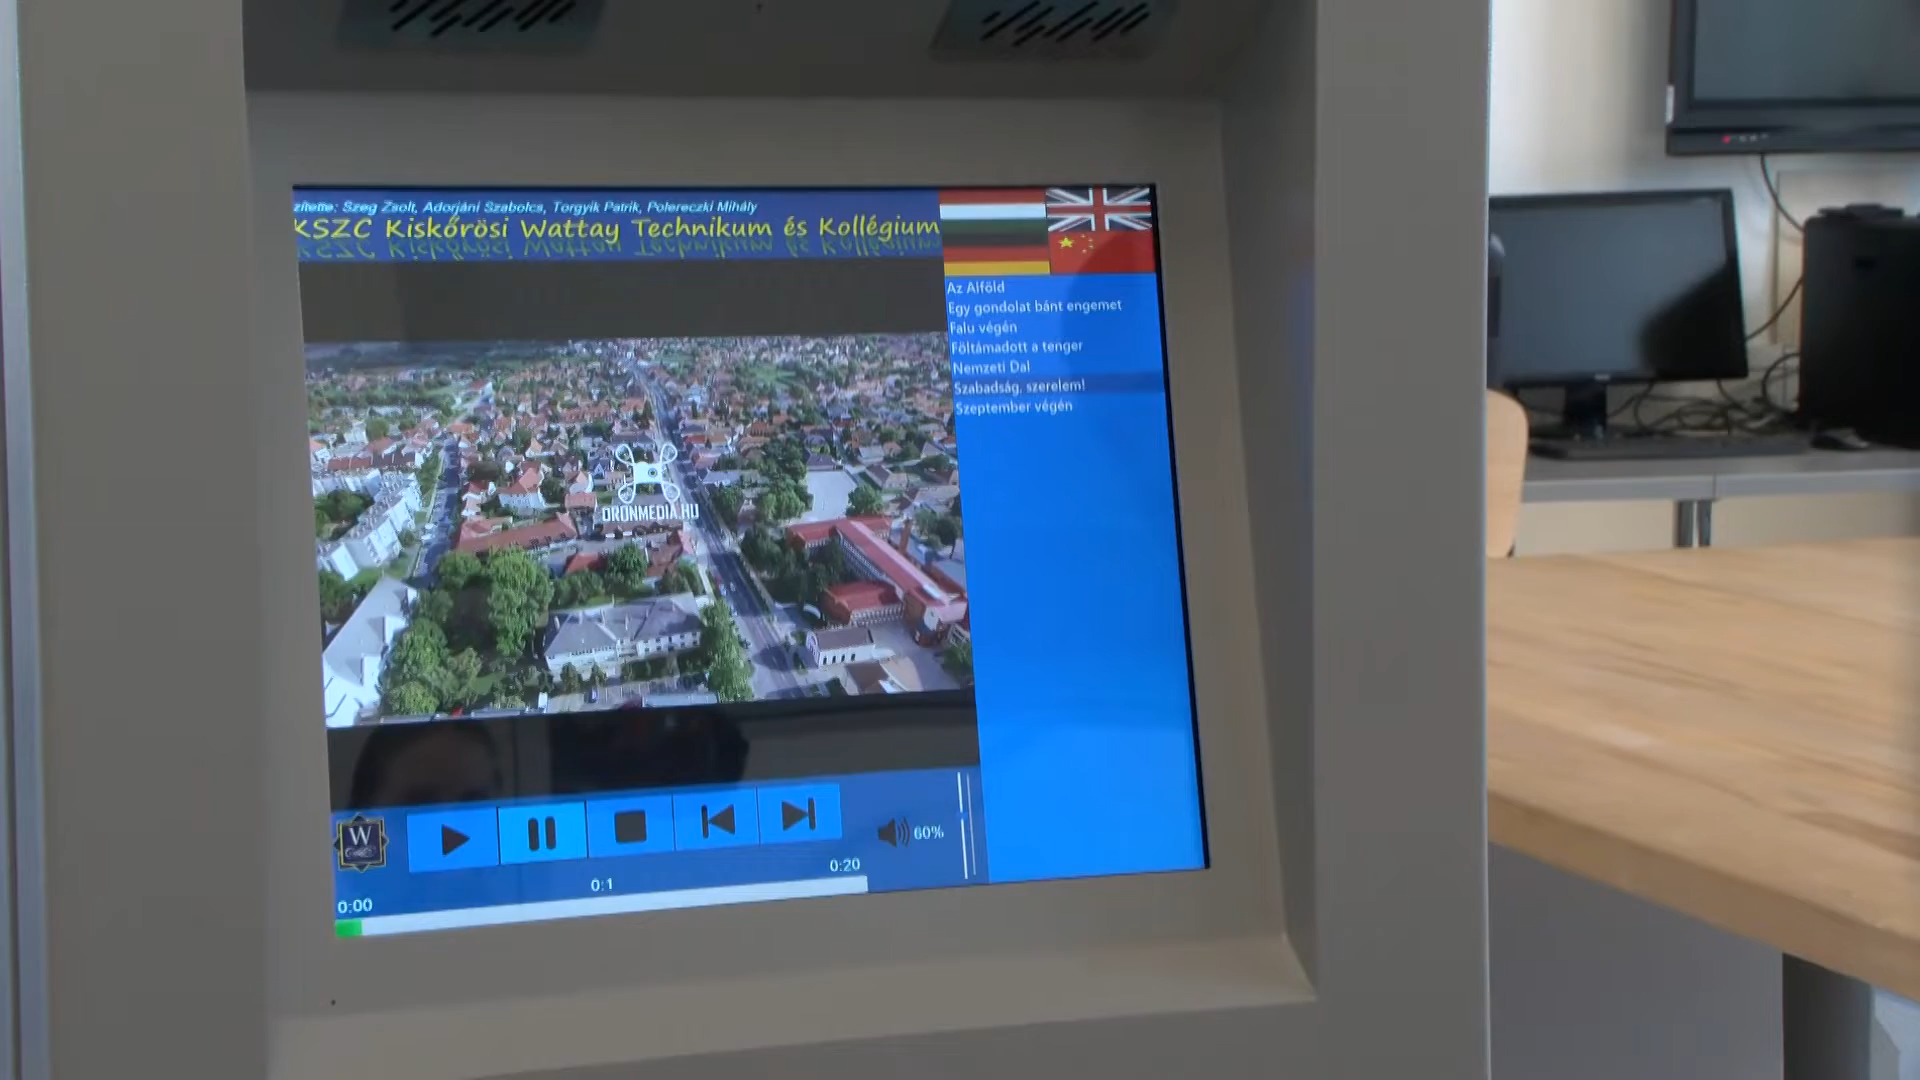 zítette: Szeg Zsolt, Adorjáni Szabolcs, Torgyik Patrik, Polereczki Mihály
KSZC Kiskőrösi Wattay Technikum és Kollégium
Az Alföld
Egy gondolat bánt engemet
Falu végén
Föltámadott a tenger
Nemzeti Dal
Szabadság, szerelem!
Szeptember végén
DRONMEDIA.HU
W
60%
0:20
0:1
0:00